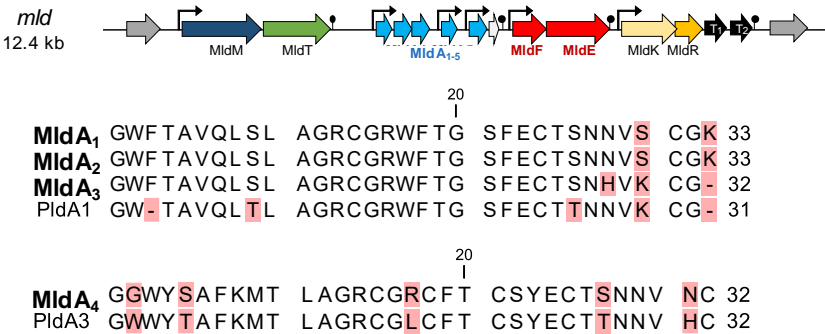 mld
12.4 kb
MldM MldT MldA1-5 MldF MldE MldK MldR T1 T2
20
MldA1 GWFTAVQLSL AGRCGRWFTG SFECTSNNVS CGK 33
MldA2 GWFTAVQLSL AGRCGRWFTG SFECTSNNVS CGK 33
MldA3 GWFTAVQLSL AGRCGRWFTG SFECTSNHVK CG- 32
PldA1 GW-TAVQLTL AGRCGRWFTG SFECTTNNVK CG- 31
20
MldA4 GGWYSAFKMT LAGRCGRCFT CSYECTSNNV NC 32
PldA3 GWWYTAFKMT LAGRCGLCFT CSYECTTNNV HC 32